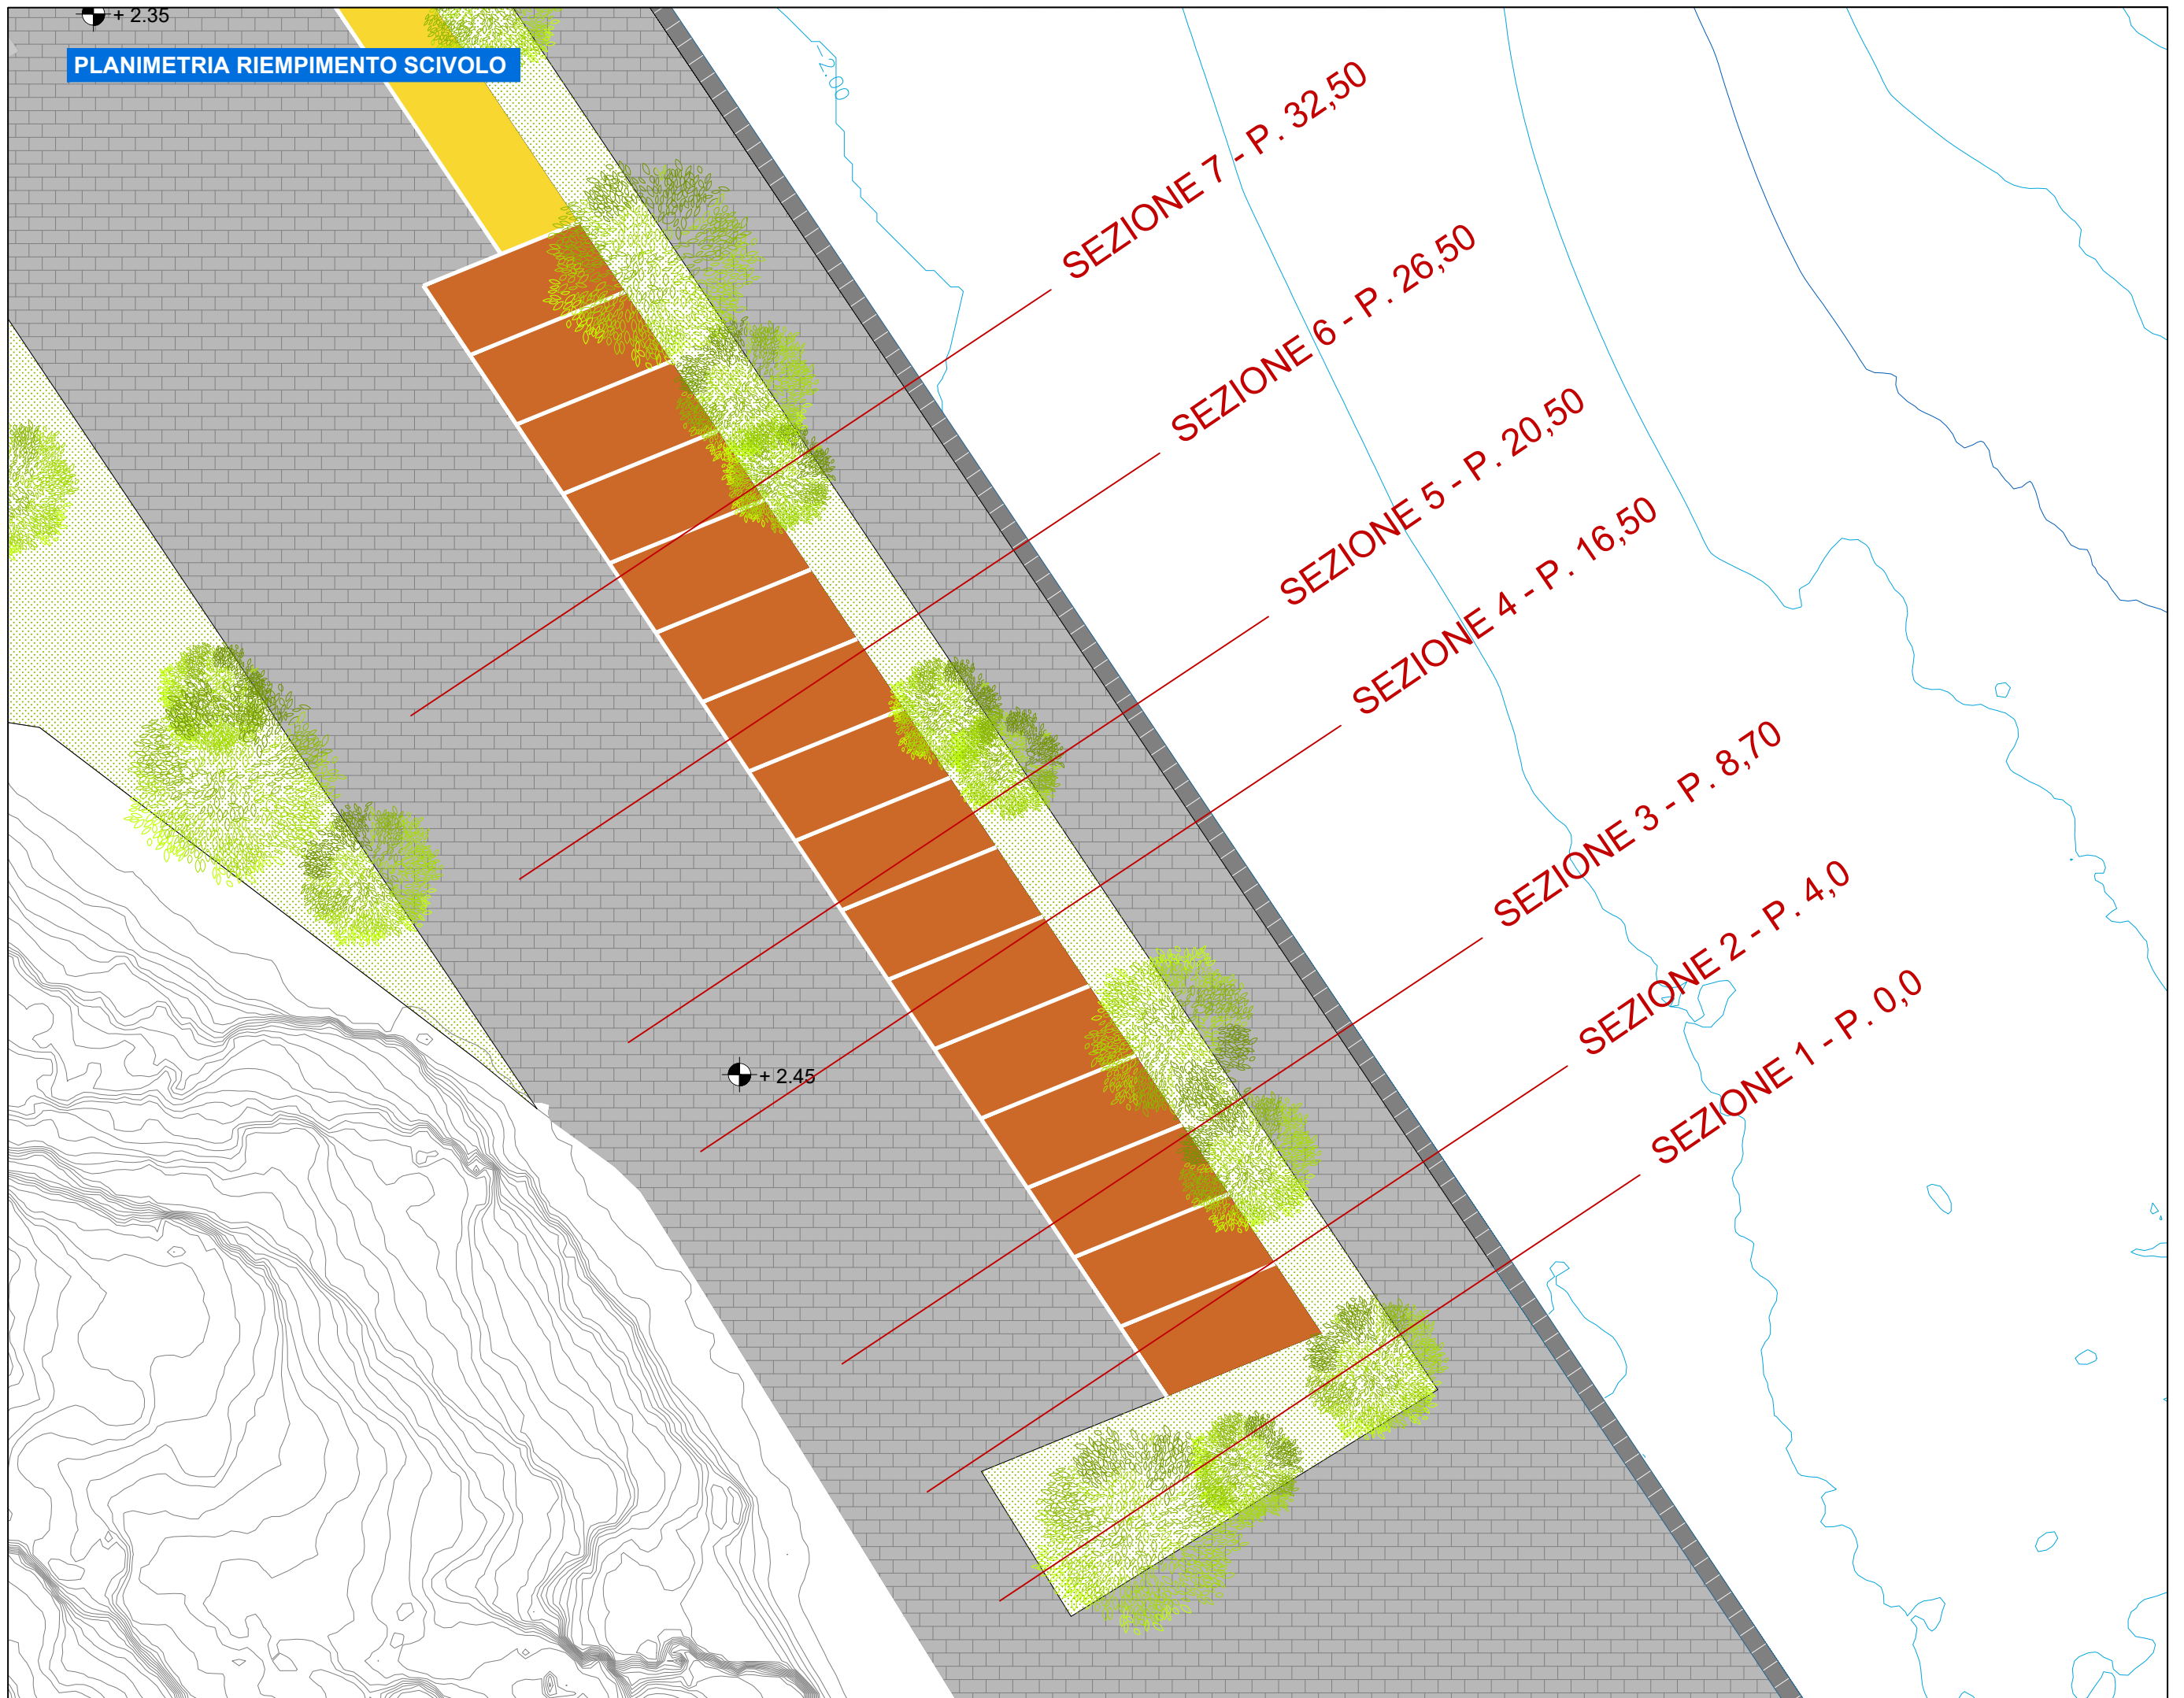 + 2.35
PLANIMETRIA RIEMPIMENTO SCIVOLO
-2.00
SEZIONE 7 - P. 32,50
SEZIONE 6 - P. 26,50
SEZIONE 5 - P. 20,50
SEZIONE 4 - P. 16,50
SEZIONE 3 - P. 8,70
SEZIONE 2 - P. 4,0
SEZIONE 1 - P. 0,0
+ 2.45